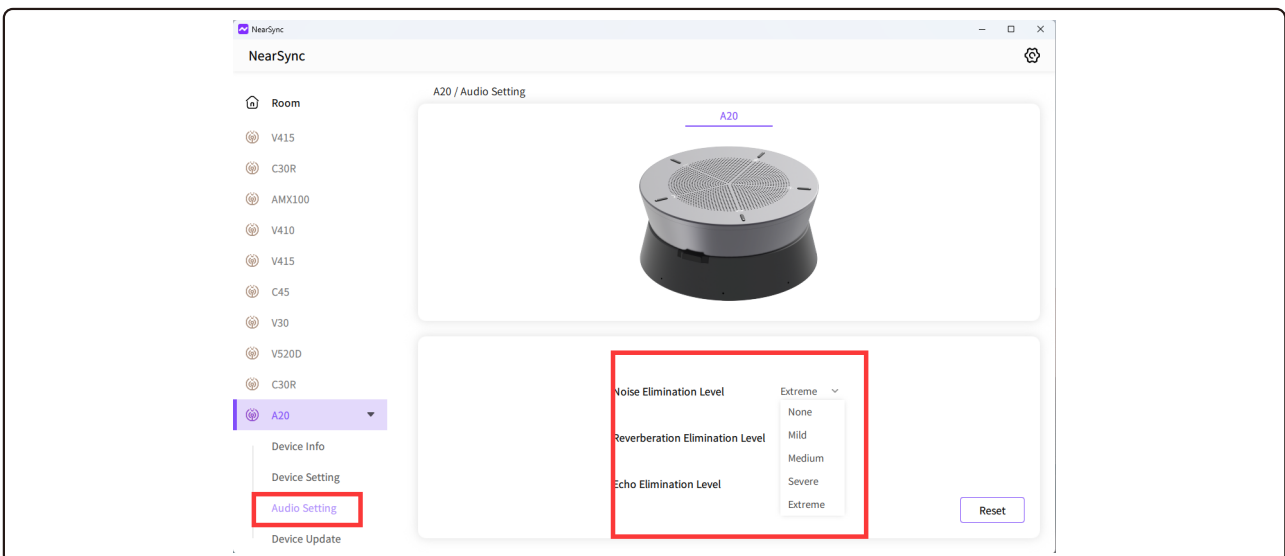 NearSync
NearSync
Room
V415
C30R
AMX100
V410
V415
C45
V30
V520D
C30R
A20
Device Info
Device Setting
Audio Setting
Device Update
A20 / Audio Setting
A20
Noise Elimination Level
Extreme
None
Mild
Medium
Severe
Extreme
Reverberation Elimination Level
Echo Elimination Level
Reset